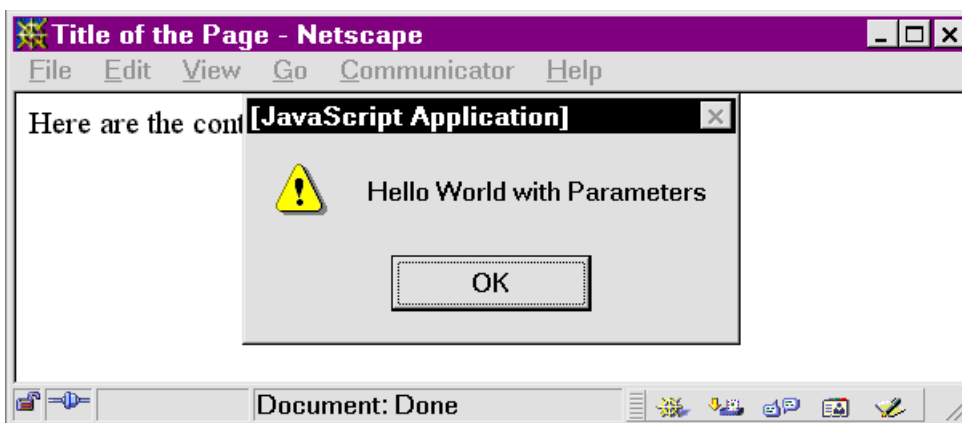 Title of the Page - Netscape
File Edit View Go Communicator Help
Here are the cont
[JavaScript Application]
Hello World with Parameters
OK
Document: Done